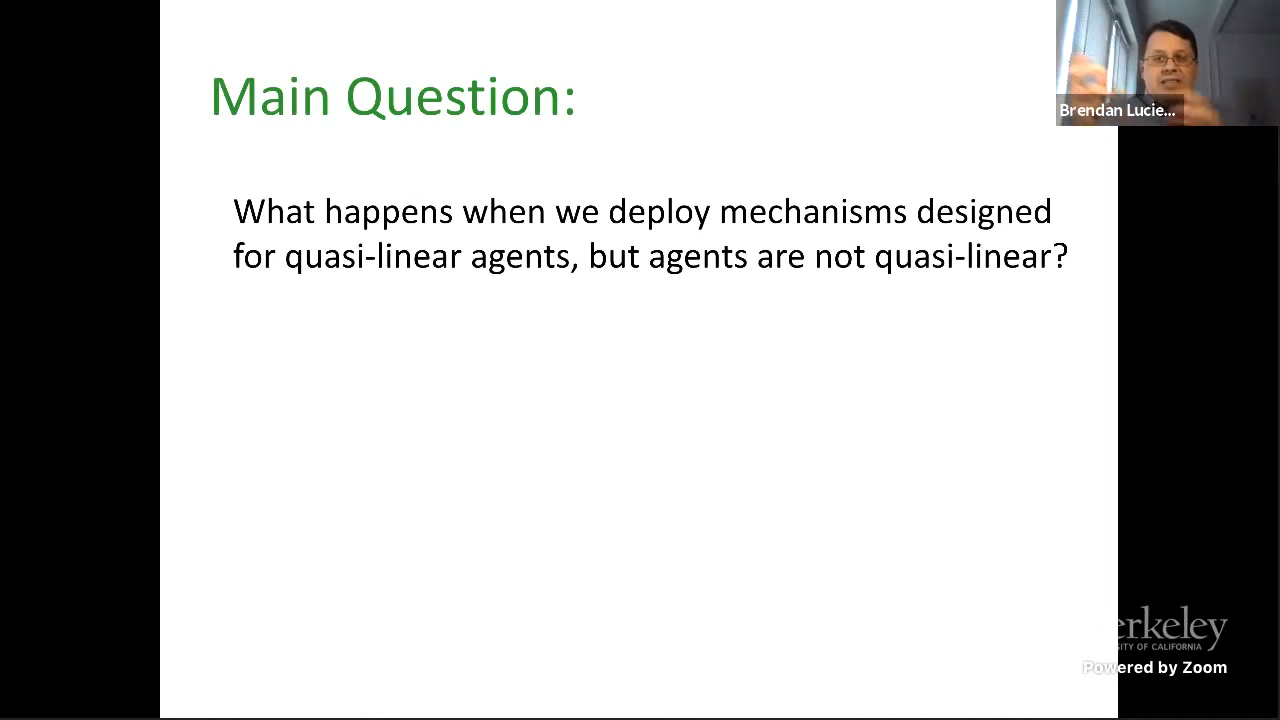 Main Question:
Brendan Lucie...
What happens when we deploy mechanisms designed
for quasi-linear agents, but agents are not quasi-linear?
erkeley
SITY OF CALIFORNIA
Powered by Zoom